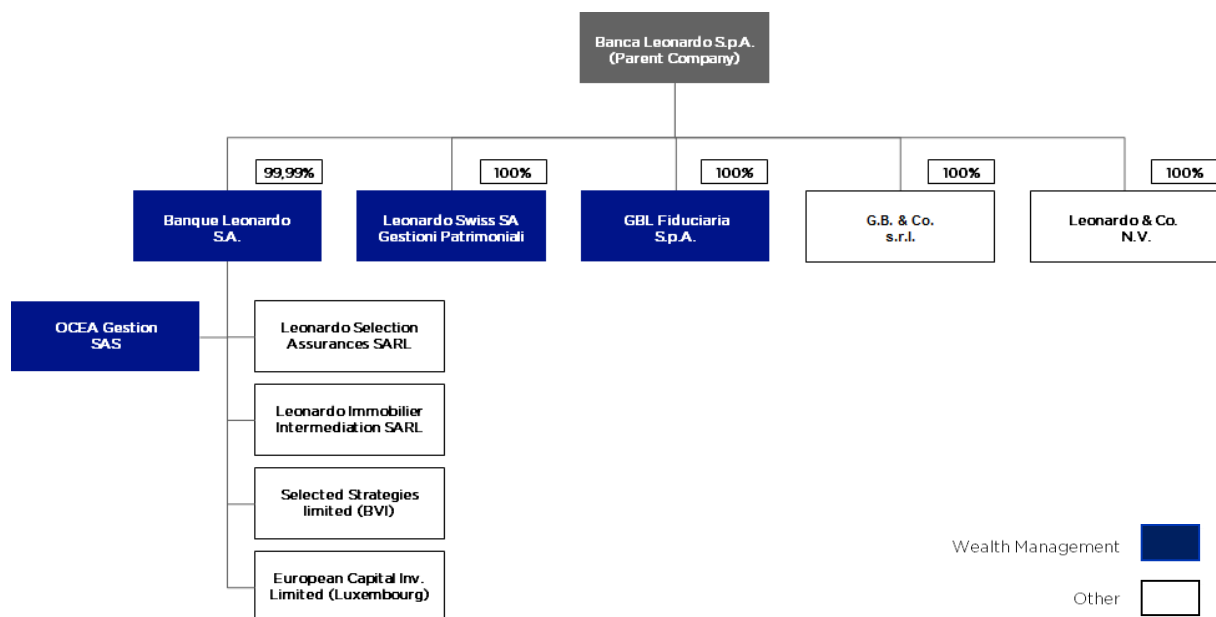 Banca Leonardo S.p.A.
(Parent Company)
99,99%
100%
100%
100%
100%
Banque Leonardo
S.A.
Leonardo Swiss SA
Gestioni Patrimoniali
GBL Fiduciaria
S.p.A.
G.B. & Co.
s.r.l.
Leonardo & Co.
N.V.
OCEA Gestion
SAS
Leonardo Selection
Assurances SARL
Leonardo Immobilier
Intermediation SARL
Selected Strategies
limited (BVI)
European Capital Inv.
Limited (Luxembourg)
Wealth Management
Other